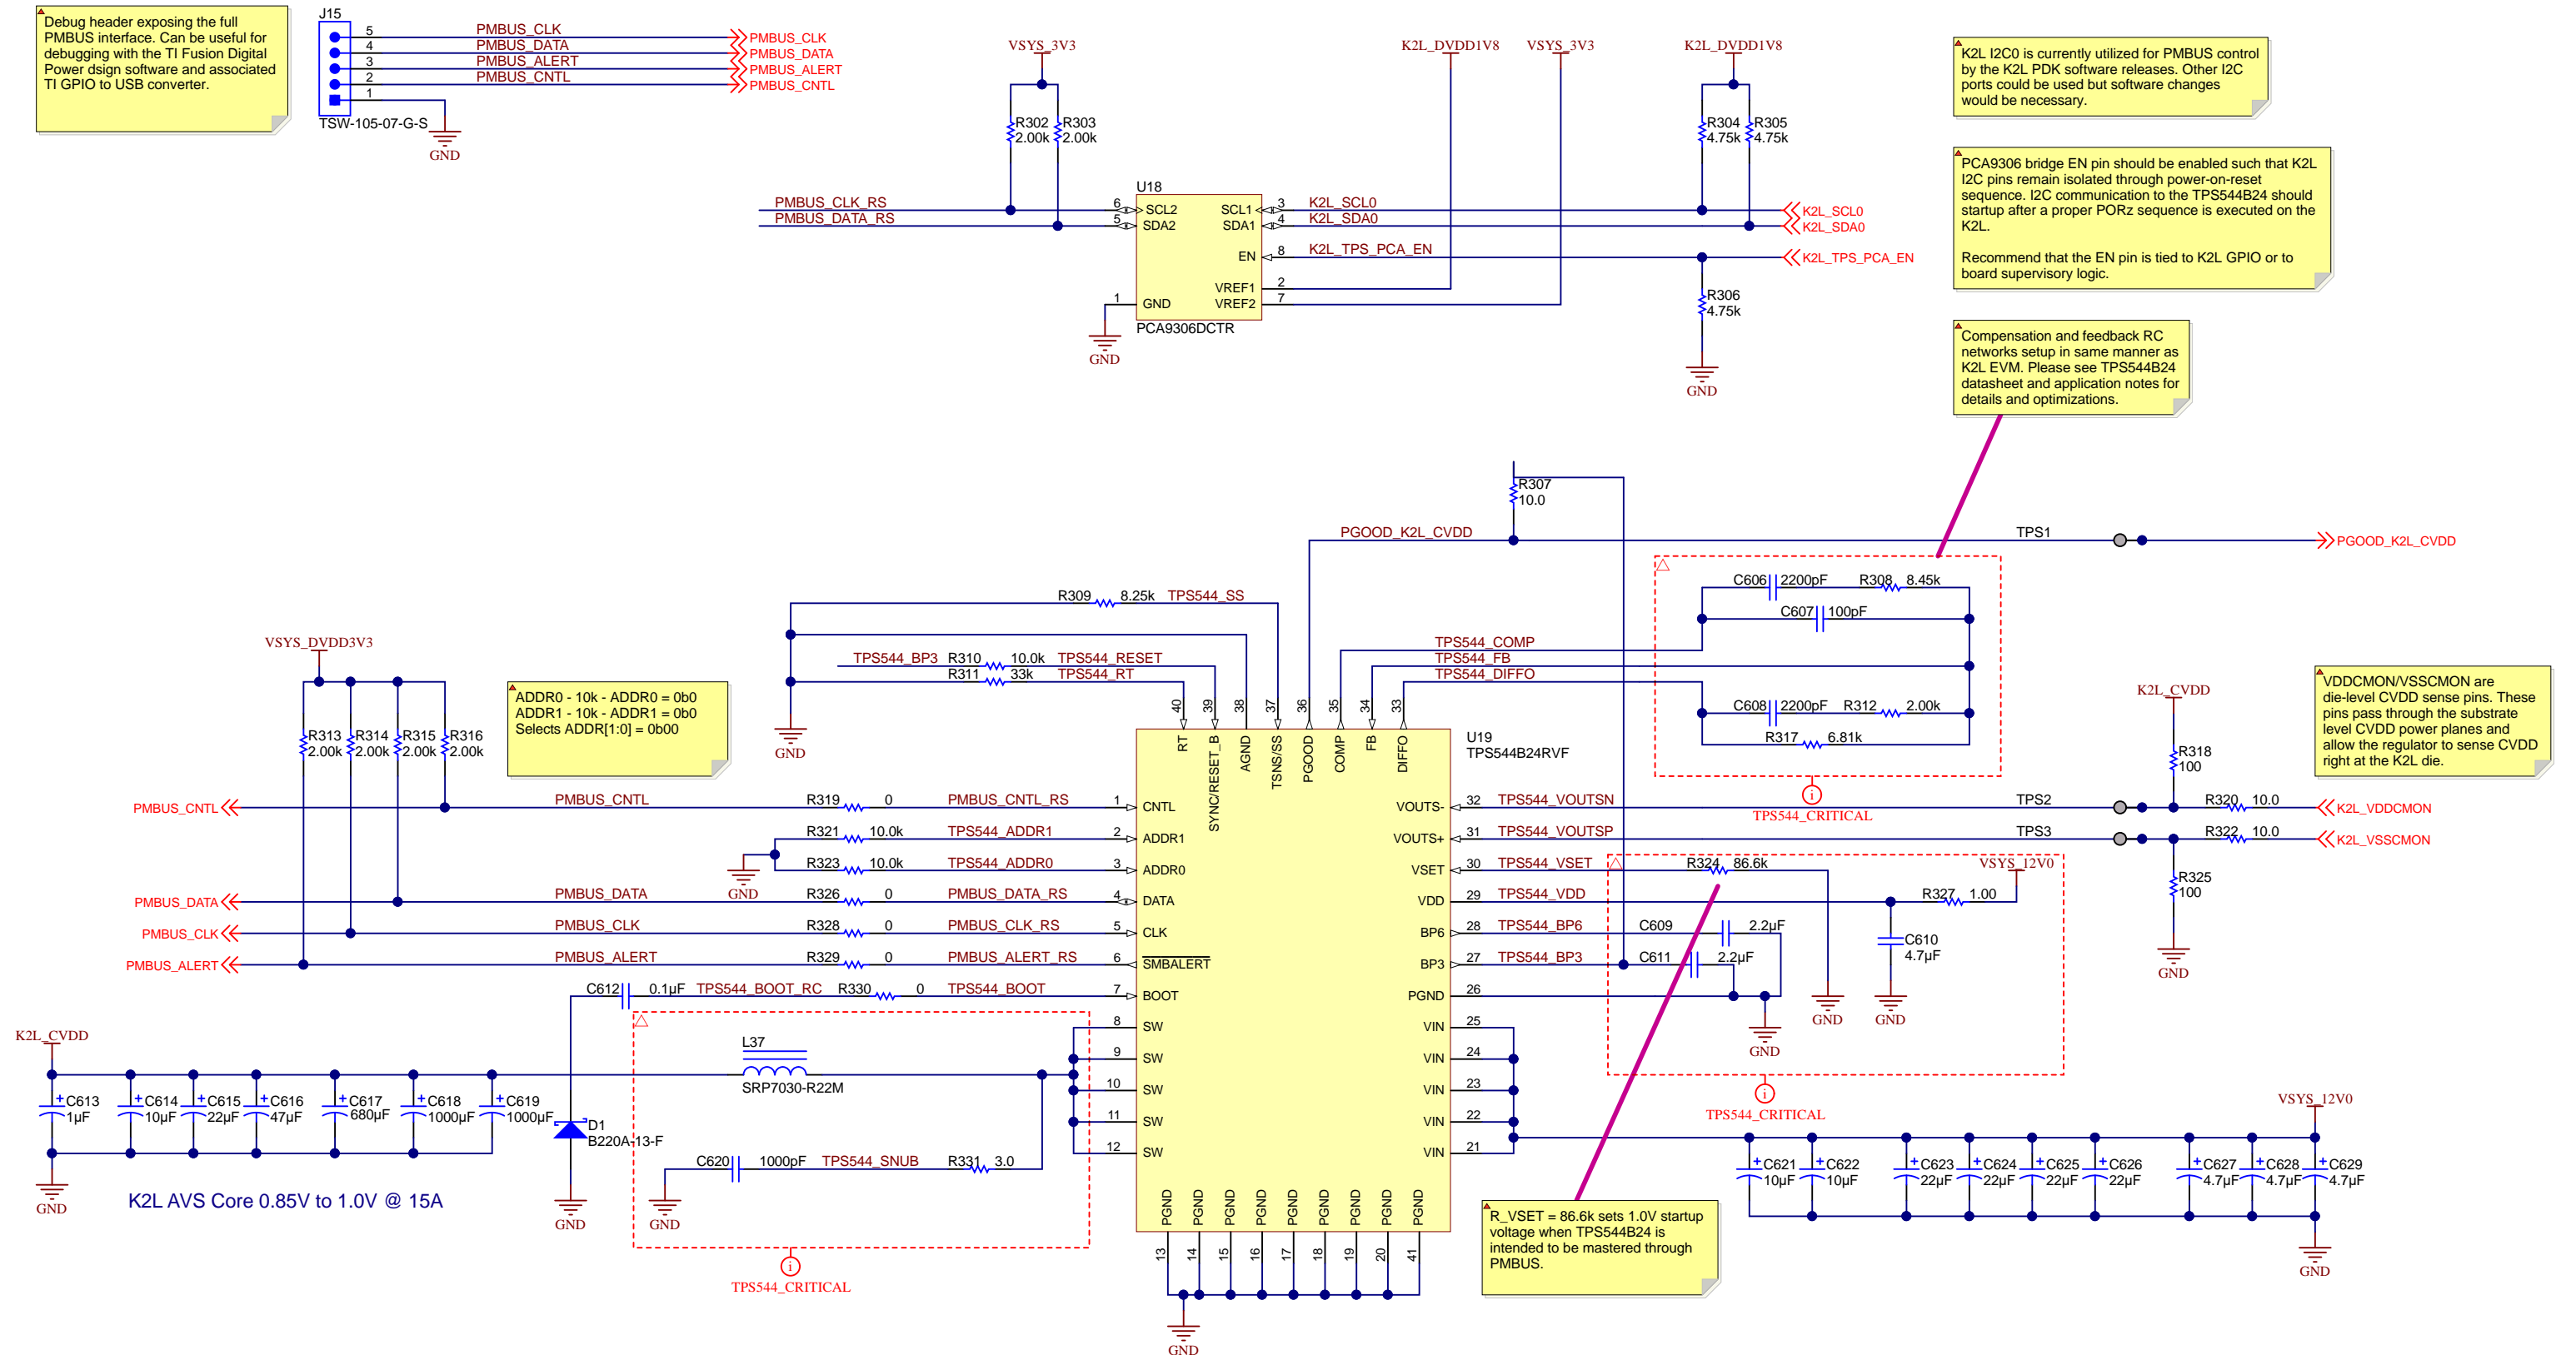 Debug header exposing the full
PMBUS interface. Can be useful for
debugging with the TI Fusion Digital
Power dsign software and associated
TI GPIO to USB converter.
J15
5 PMBUS_CLK PMBUS_CLK
4 PMBUS_DATA PMBUS_DATA
3 PMBUS_ALERT PMBUS_ALERT
2 PMBUS_CNTL PMBUS_CNTL
1
TSW-105-07-G-S
GND
VSYS_3V3
K2L_DVDD1V8
VSYS_3V3
K2L_DVDD1V8
R302
2.00k
R303
2.00k
R304
4.75k
R305
4.75k
U18
PMBUS_CLK_RS 6 SCL2 SCL1 3 K2L_SCL0 K2L_SCL0
PMBUS_DATA_RS 5 SDA2 SDA1 4 K2L_SDA0 K2L_SDA0
EN 8 K2L_TPS_PCA_EN K2L_TPS_PCA_EN
VREF1 2
1 GND VREF2 7
PCA9306DCTR
GND
R306
4.75k
GND
K2L I2C0 is currently utilized for PMBUS control
by the K2L PDK software releases. Other I2C
ports could be used but software changes
would be necessary.
PCA9306 bridge EN pin should be enabled such that K2L
I2C pins remain isolated through power-on-reset
sequence. I2C communication to the TPS544B24 should
startup after a proper PORz sequence is executed on the
K2L.
Recommend that the EN pin is tied to K2L GPIO or to
board supervisory logic.
Compensation and feedback RC
networks setup in same manner as
K2L EVM. Please see TPS544B24
datasheet and application notes for
details and optimizations.
R307
10.0
PGOOD_K2L_CVDD TPS1 PGOOD_K2L_CVDD
C606 2200pF R308 8.45k
C607 100pF
R309 8.25k TPS544_SS
TPS544_COMP
TPS544_BP3 R310 10.0k TPS544_RESET TPS544_FB
R311 33k TPS544_RT TPS544_DIFFO
C608 2200pF R312 2.00k
R317 6.81k
TPS544_CRITICAL
GND
VSYS_DVDD3V3
R313
2.00k
R314
2.00k
R315
2.00k
R316
2.00k
ADDR0 - 10k - ADDR0 = 0b0
ADDR1 - 10k - ADDR1 = 0b0
Selects ADDR[1:0] = 0b00
40 39 38 37 36 35 34 33
RT SYNC/RESET_B AGND TSNS/SS PGOOD COMP FB DIFFO
U19
TPS544B24RVF
K2L_CVDD
R318
100
VDDCMON/VSSCMON are
die-level CVDD sense pins. These
pins pass through the substrate
level CVDD power planes and
allow the regulator to sense CVDD
right at the K2L die.
PMBUS_CNTL PMBUS_CNTL R319 0 PMBUS_CNTL_RS 1 CNTL
VOUTS- 32 TPS544_VOUTSN TPS2 R320 10.0 K2L_VDDCMON
R321 10.0k TPS544_ADDR1 2 ADDR1
VOUTS+ 31 TPS544_VOUTSP TPS3 R322 10.0 K2L_VSSCMON
R323 10.0k TPS544_ADDR0 3 ADDR0
VSET 30 TPS544_VSET R324 86.6k VSYS_12V0
GND
R325
100
GND
PMBUS_DATA PMBUS_DATA R326 0 PMBUS_DATA_RS 4 DATA
VDD 29 TPS544_VDD R327 1.00
PMBUS_CLK PMBUS_CLK R328 0 PMBUS_CLK_RS 5 CLK
BP6 28 TPS544_BP6 C609 2.2µF
C610
4.7µF
PMBUS_ALERT PMBUS_ALERT R329 0 PMBUS_ALERT_RS 6 SMBALERT
BP3 27 TPS544_BP3 C611 2.2µF
C612 0.1µF TPS544_BOOT_RC R330 0 TPS544_BOOT 7 BOOT
PGND 26
GND
GND
GND
TPS544_CRITICAL
8 SW VIN 25
9 SW VIN 24
10 SW VIN 23
11 SW VIN 22
12 SW VIN 21
K2L_CVDD
L37
SRP7030-R22M
C613
1µF
C614
10µF
C615
22µF
C616
47µF
C617
680µF
C618
1000µF
C619
1000µF
D1
B220A-13-F
C620 1000pF TPS544_SNUB R331 3.0
GND
GND
GND
K2L AVS Core 0.85V to 1.0V @ 15A
TPS544_CRITICAL
PGND PGND PGND PGND PGND PGND PGND PGND PGND
13 14 15 16 17 18 19 20 41
GND
R_VSET = 86.6k sets 1.0V startup
voltage when TPS544B24 is
intended to be mastered through
PMBUS.
VSYS_12V0
C621
10µF
C622
10µF
C623
22µF
C624
22µF
C625
22µF
C626
22µF
C627
4.7µF
C628
4.7µF
C629
4.7µF
GND